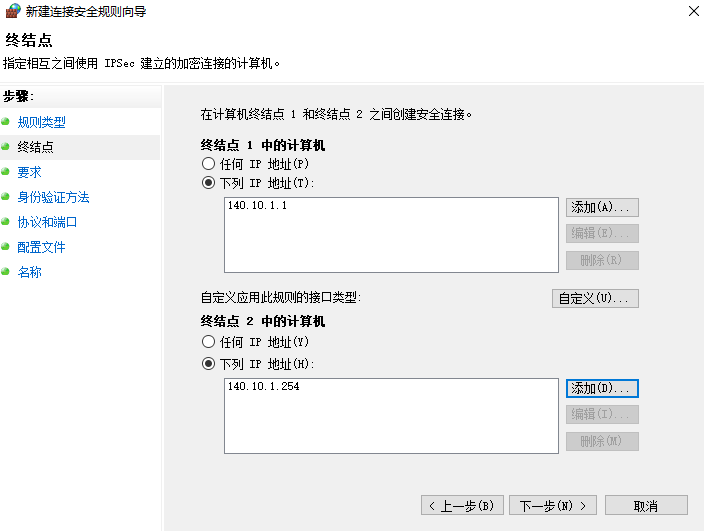 新建连接安全规则向导
终结点
指定相互之间使用 IPSec 建立的加密连接的计算机。
步骤:
规则类型
终结点
要求
身份验证方法
协议和端口
配置文件
名称
在计算机终结点 1 和终结点 2 之间创建安全连接。
终结点 1 中的计算机
任何 IP 地址(P)
下列 IP 地址(T):
140.10.1.1
添加(A)...
编辑(E)...
删除(R)
自定义应用此规则的接口类型:
自定义(U)...
终结点 2 中的计算机
任何 IP 地址(Y)
下列 IP 地址(H):
140.10.1.254
添加(D)...
编辑(I)...
删除(M)
< 上一步(B)
下一步(N) >
取消